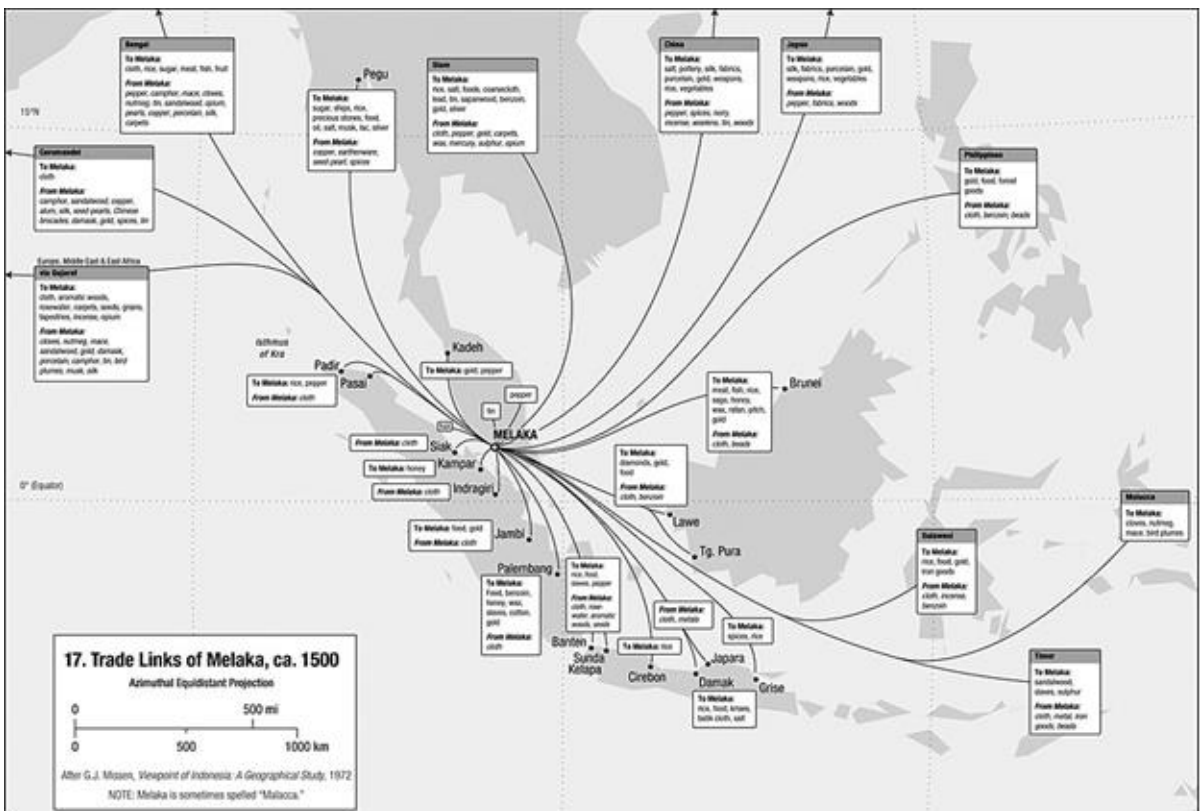 Bengal
To Melaka:
cloth, rice, sugar, meat, fish, fruit
From Melaka:
pepper, camphor, mace, cloves,
nutmeg, tin, sandalwood, opium,
pearls, copper, porcelain, silk,
carpets
Pegu
To Melaka:
sugar, ships, rice,
precious stones, food,
oil, salt, musk, lac, silver
From Melaka:
copper, earthenware,
seed pearl, spices
Siam
To Melaka:
rice, salt, foods, coarsecloth,
lead, tin, sapanwood, benzoin,
gold, silver
From Melaka:
cloth, pepper, gold, carpets,
wax, mercury, sulphur, opium
China
To Melaka:
salt, pottery, silk, fabrics,
porcelain, gold, weapons,
rice, vegetables
From Melaka:
pepper, spices, ivory,
incense, woolens, tin, woods
Japan
To Melaka:
silk, fabrics, porcelain, gold,
weapons, rice, vegetables
From Melaka:
pepper, fabrics, woods
15°N
Coromandel
To Melaka:
cloth
From Melaka:
camphor, sandalwood, copper,
alum, silk, seed-pearls, Chinese
brocades, damask, gold, spices, tin
Philippines
To Melaka:
gold, food, forest
goods
From Melaka:
cloth, benzoin; beads
Europe, Middle East & East Africa
via Gujarat
To Melaka:
cloth, aromatic woods,
rosewater, carpets, seeds, grains,
tapestries, incense, opium
From Melaka:
cloves, nutmeg, mace,
sandalwood, gold, damask,
porcelain, camphor, tin, bird
plumes, musk, silk
Isthmus
of Kra
Kadeh
To Melaka: gold, pepper
Padir
Pasai
To Melaka: rice, pepper
From Melaka: cloth
pepper
tin
MELAKA
Siak
From Melaka: cloth
Kampar
To Melaka: honey
Indragiri
From Melaka: cloth
0° (Equator)
Brunei
To Melaka:
meat, fish, rice,
sago, honey,
wax, ratan, pitch,
gold
From Melaka:
cloth, beads
To Melaka:
diamonds, gold,
food
From Melaka:
cloth, benzoin
Lawe
Tg. Pura
Molucca
To Melaka:
cloves, nutmeg,
mace, bird plumes
Sulawesi
To Melaka:
rice, food, gold,
iron goods
From Melaka:
cloth, incense,
benzoin
Jambi
To Melaka: food, gold
From Melaka: cloth
Palembang
To Melaka:
Food, benzoin,
honey, wax,
slaves, cotton,
gold
From Melaka:
cloth
To Melaka:
rice, food,
slaves, pepper
From Melaka:
cloth, rose-
water, aromatic
woods, seeds
Banten
Sunda
Kelapa
To Melaka: rice
Cirebon
From Melaka:
cloth, metals
Japara
Damak
To Melaka:
rice, food, krises,
batik cloth, salt
To Melaka:
spices, rice
Grise
Timor
To Melaka:
sandalwood,
slaves, sulphur
From Melaka:
cloth, metal, iron
goods, beads
17. Trade Links of Melaka, ca. 1500
Azimuthal Equidistant Projection
0 500 mi
0 500 1000 km
After G.J. Missen, Viewpoint of Indonesia: A Geographical Study, 1972
NOTE: Melaka is sometimes spelled "Malacca."